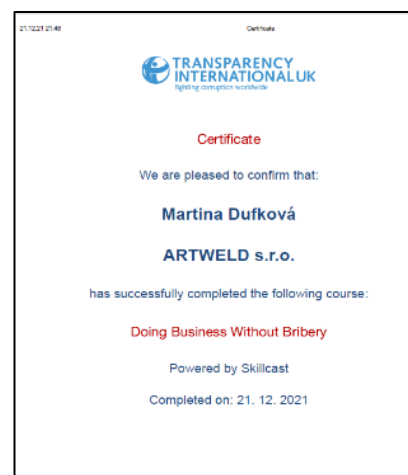 21.12.21 21:48 Certificate
TRANSPARENCY
INTERNATIONAL UK
fighting corruption worldwide
Certificate
We are pleased to confirm that:
Martina Dufková
ARTWELD s.r.o.
has successfully completed the following course:
Doing Business Without Bribery
Powered by Skillcast
Completed on: 21. 12. 2021